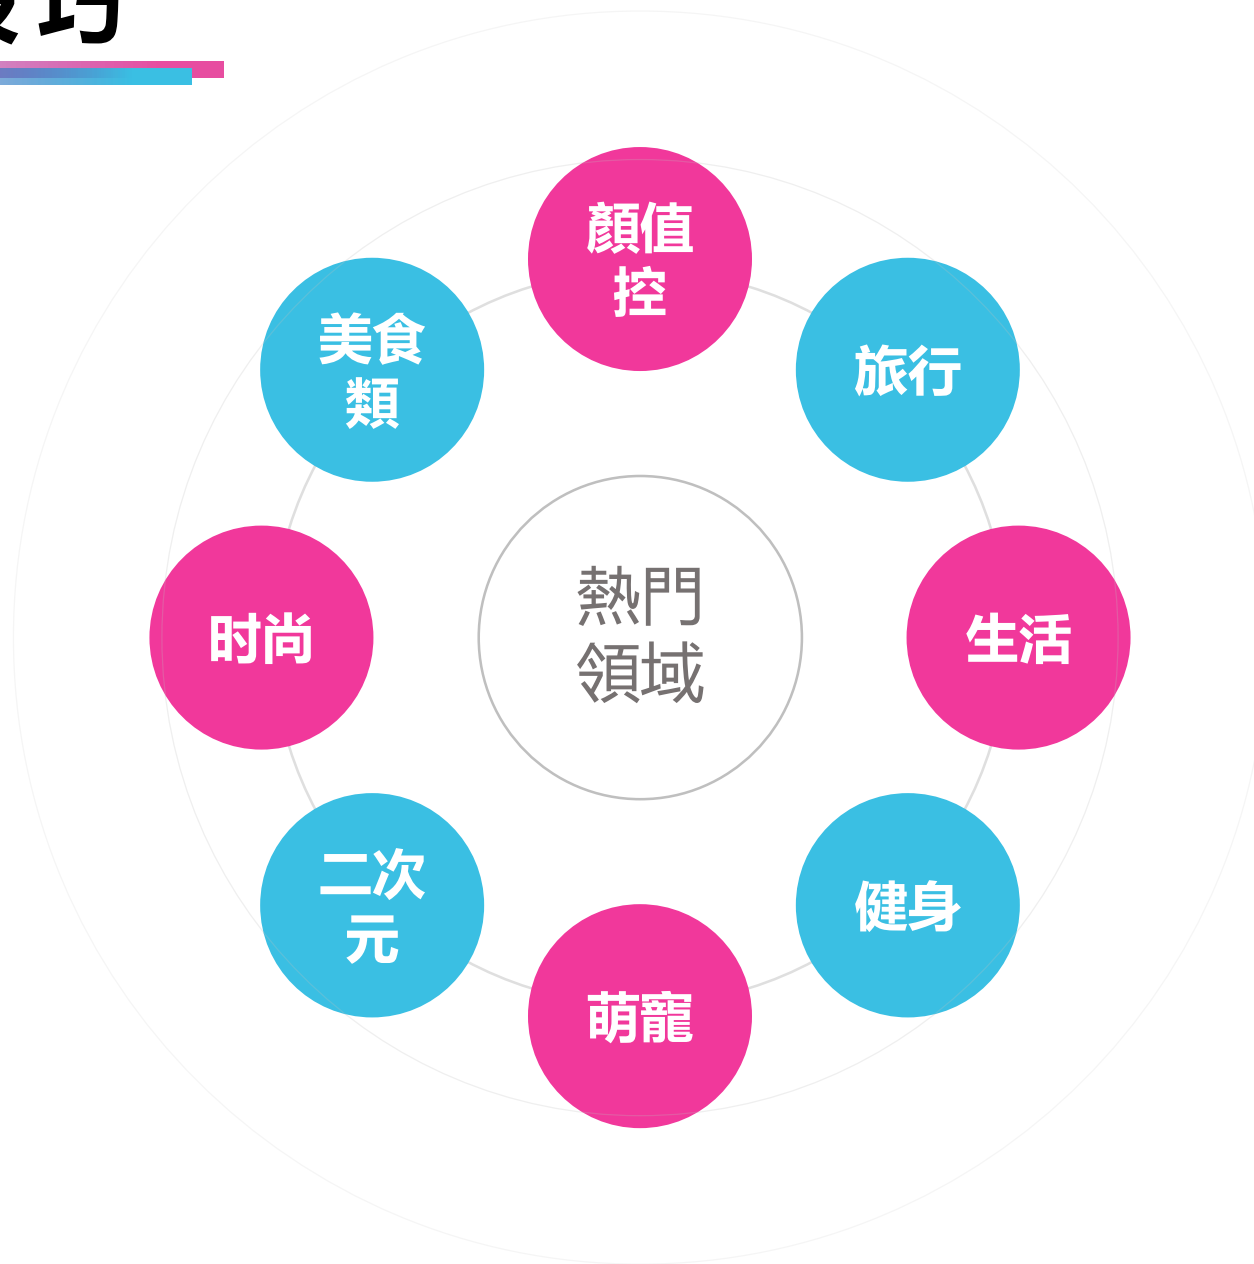 巧
顏值
控
美食
類
旅行
时尚
熱門
領域
生活
二次
元
健身
萌寵